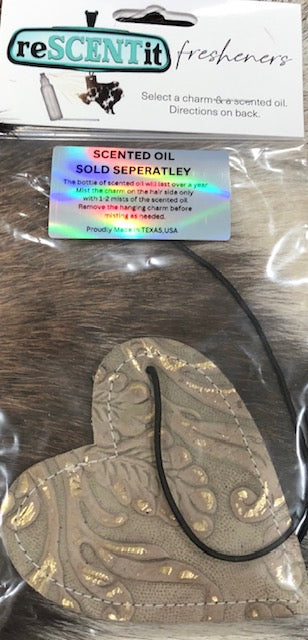 reSCENTit fresheners
Select a charm & a scented oil.
Directions on back.
SCENTED OIL
SOLD SEPERATLEY
The bottle of scented oil will last over a year
Mist the charm on the hair side only
with 1-2 mists of the scented oil.
Remove the hanging charm before
misting as needed.
Proudly Made in TEXAS,USA